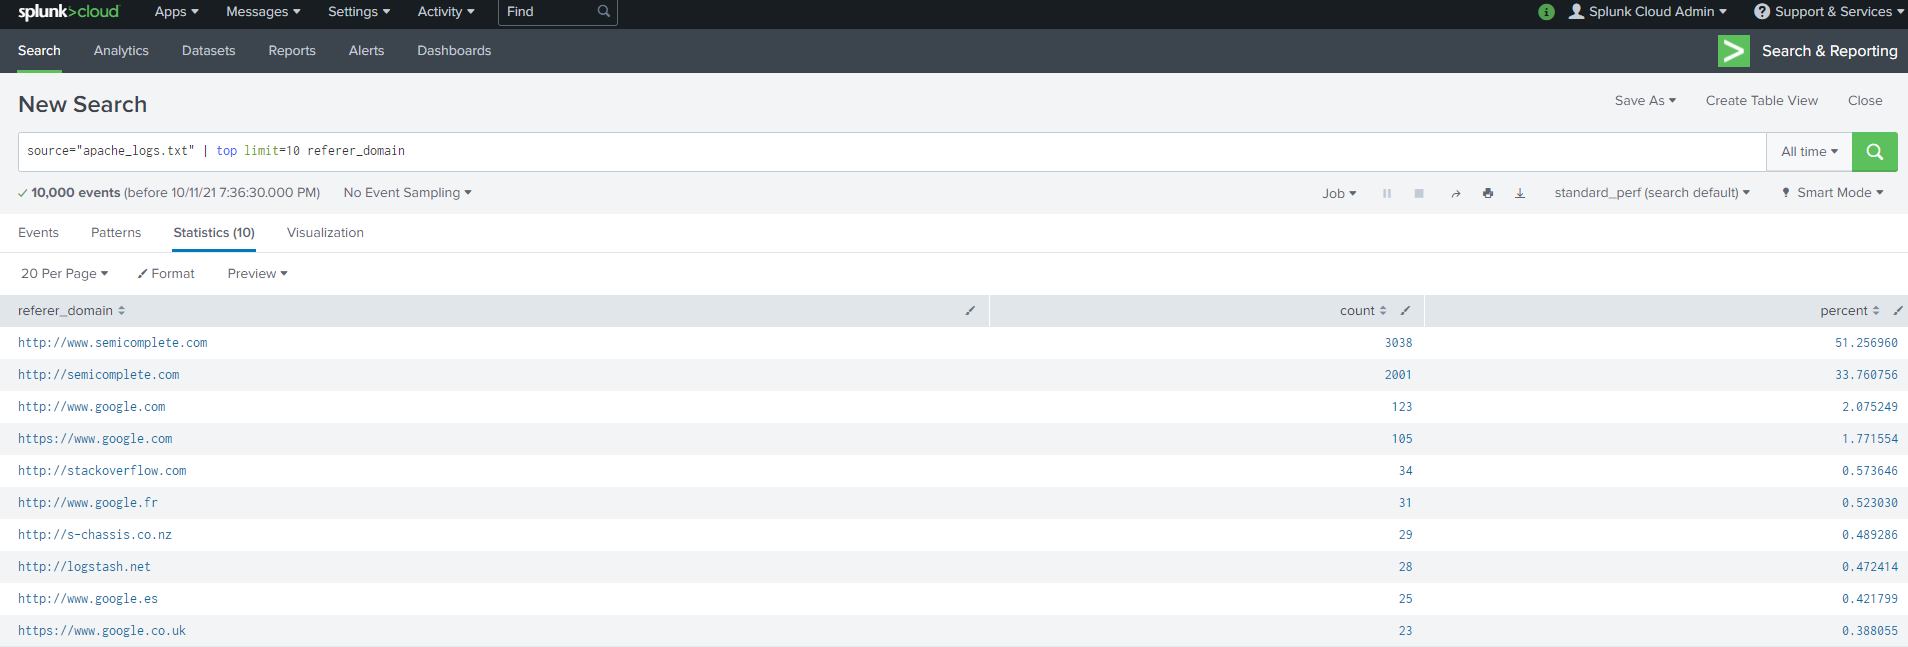 splunk>cloud Apps Messages Settings Activity Find i Splunk Cloud Admin ? Support & Services
Search Analytics Datasets Reports Alerts Dashboards > Search & Reporting
New Search Save As Create Table View Close
source="apache_logs.txt" | top limit=10 referer_domain All time
10,000 events (before 10/11/21 7:36:30.000 PM) No Event Sampling Job standard_perf (search default) Smart Mode
Events Patterns Statistics (10) Visualization
20 Per Page Format Preview
referer_domain count percent
http://www.semicomplete.com 3038 51.256960
http://semicomplete.com 2001 33.760756
http://www.google.com 123 2.075249
https://www.google.com 105 1.771554
http://stackoverflow.com 34 0.573646
http://www.google.fr 31 0.523030
http://s-chassis.co.nz 29 0.489286
http://logstash.net 28 0.472414
http://www.google.es 25 0.421799
https://www.google.co.uk 23 0.388055